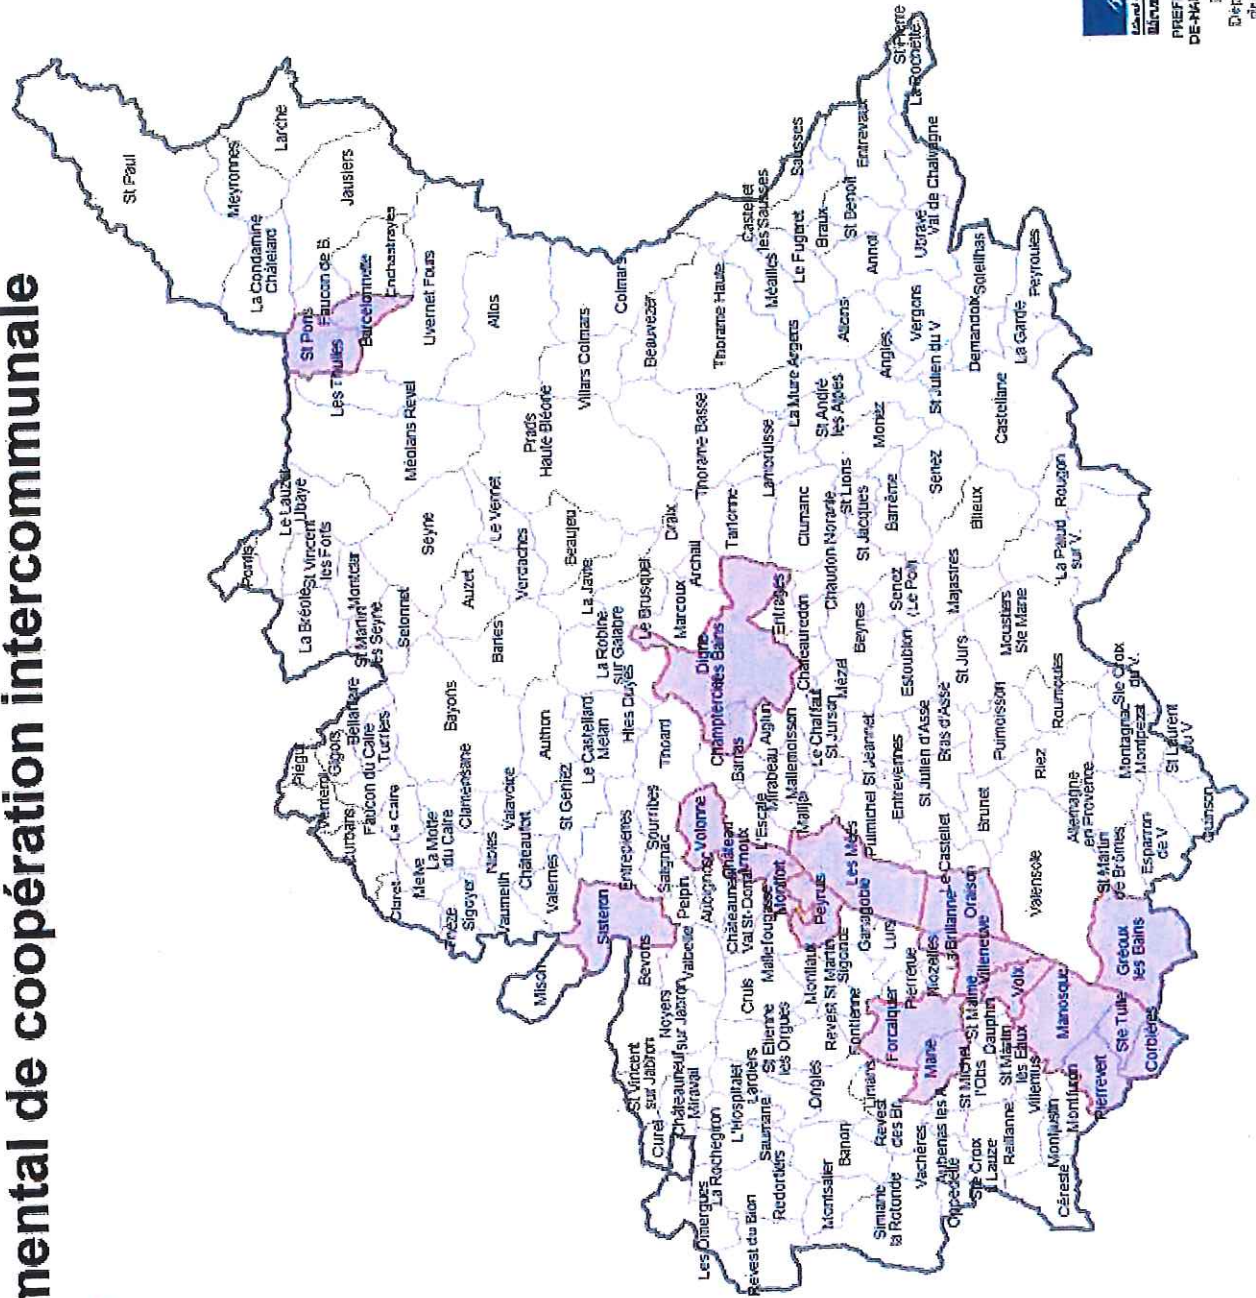 mental de coopération intercommunale
St Paul
Meyronnes
Larche
La Condamine
Châtelard
Jausiers
St Pons
Faucon de B.
Barcelonnette
Enchastrayes
Les Thuiles
Uvernet Fours
Méolans Revel
Allos
Colmars
Villars Colmars
Beauvezer
Thorame Haute
Thorame Basse
Prads
Haute Bléone
Pontis
Le Lauzet
Ubaye
St Vincent
les Forts
La Bréole
Montclar
St Martin
les Seyne
Selonnet
Seyne
Auzet
Le Vernet
Verdaches
Barles
Beaujeu
La Javie
La Robine
sur Galabre
Le Brusquet
Draix
Archail
Marcoux
Tartonne
Lambruisse
La Mure Argens
St André
les Alpes
Allons
Méailles
Castellet
les Sausses
Sausses
Le Fugeret
Braux
St Benoit
Entrevaux
St Pierre
La Rochette
Annot
Ubraye
Val de Chalvagne
Vergons
Angles
Moriez
St Julien du V
Demandolx
Soleilhas
Peyroules
La Garde
Castellane
Senez
Barrême
St Lions
St Jacques
Clumanc
Chaudon Norante
Blieux
Rougon
La Palud
sur V.
Majastres
Senez
Beynes
Estoublon
Moustiers
Ste Marie
St Jurs
Entrages
Digne
les Bains
Champtercier
Chateauredon
Mézel
Le Chaffaut
St Jurson
Aiglun
Mallemoisson
Mirabeau
Barras
Thoard
Htes Duyes
Le Castellard
Mélan
Authon
St Geniez
Bayons
Bellaffaire
Turriers
Gigors
Piégut
Venterol
Faucon du Caire
Le Caire
Curbans
Claret
Melve
La Motte
du Caire
Clamensane
Nibles
Valavoire
Châteaufort
Sigoyer
Thèze
Vaumeilh
Valernes
Entrepierres
Sourribes
Salignac
Sisteron
Mison
Bevons
Noyers
sur Jabron
Valbelle
Peipin
Aubignosc
Volonne
Château
Arnoux
L'Escale
Malijai
Montfort
Peyruis
Les Mées
Ganagobie
Lurs
Châteauneuf
Val St-Donat
Mallefougasse
Cruis
St Etienne
les Orgues
Montlaux
Revest St Martin
Sigonce
Fontienne
Pierrerue
Niozelles
La Brillanne
Villeneuve
Oraison
Le Castellet
Puimichel
St Jeannet
Entrevennes
St Julien d'Asse
Bras d'Asse
Brunet
Puimoisson
Riez
Roumoules
Valensole
Allemagne
en Provence
Montagnac
Montpezat
Ste Croix
du V.
St Laurent
du V
Quinson
Esparron
de V
St Martin
de Brômes
Gréoux
les Bains
Manosque
Volx
Ste Tulle
Corbières
Pierrevert
Montfuron
Montjustin
Céreste
Villemus
Reillanne
St Martin
les Eaux
Dauphin
St Maime
St Michel
l'Obs
Mane
Forcalquier
Limans
Ongles
Lardiers
L'Hospitalet
Saumane
Banon
Revest
des Br.
Vachères
Aubenas les A
Oppedette
Ste Croix
à Lauze
Simiane
la Rotonde
Montsalier
Redortiers
Revest du Bion
La Rochegiron
Les Omergues
Curel
St Vincent
sur Jabron
Châteauneuf
Miravail